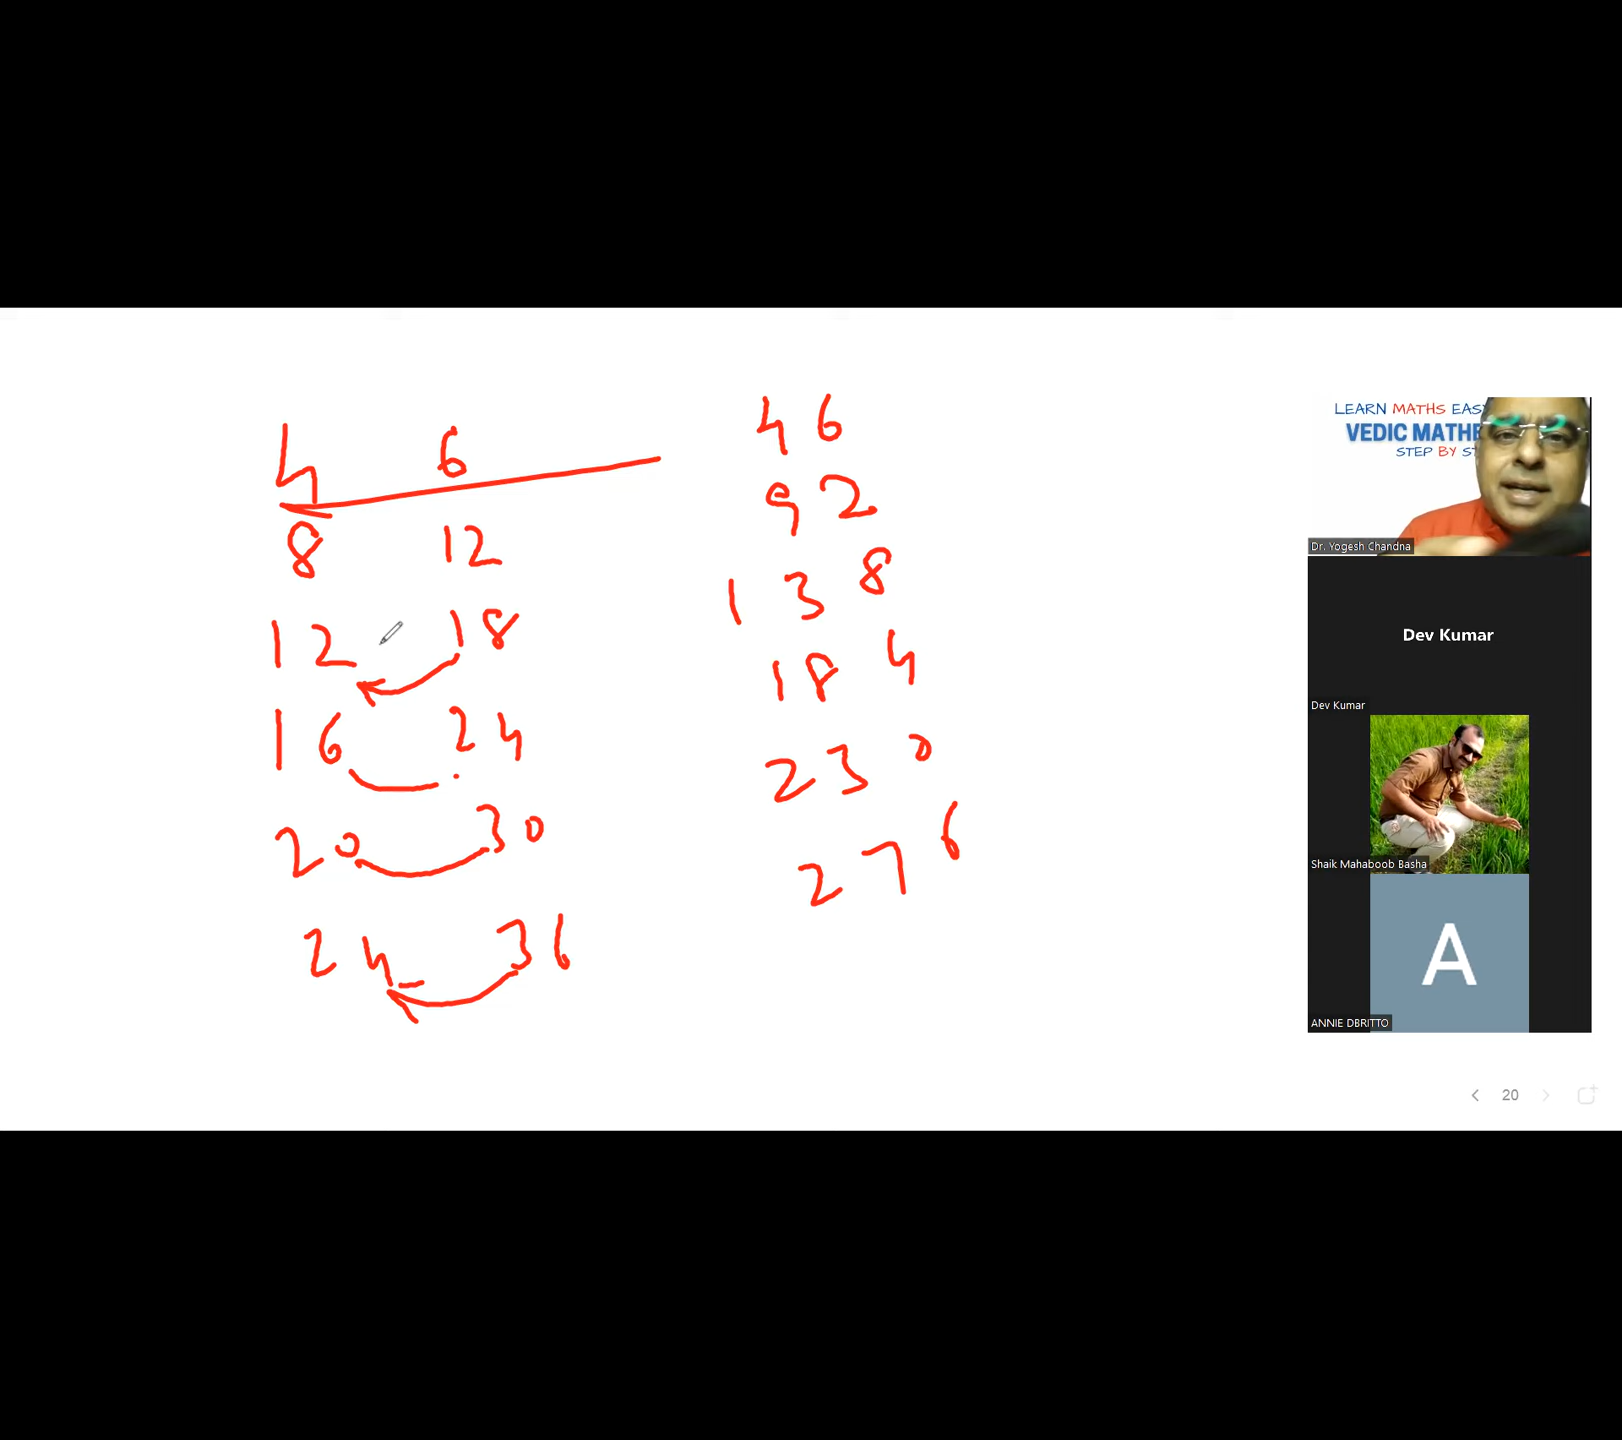 4 6
8 12
12 18
16 24
20 30
24 36
46
92
138
184
230
276
LEARN MATHS EAS
VEDIC MATHE
STEP BY ST
Dr. Yogesh Chandna
Dev Kumar
Dev Kumar
Shaik Mahaboob Basha
A
ANNIE DBRITTO
< 20 >